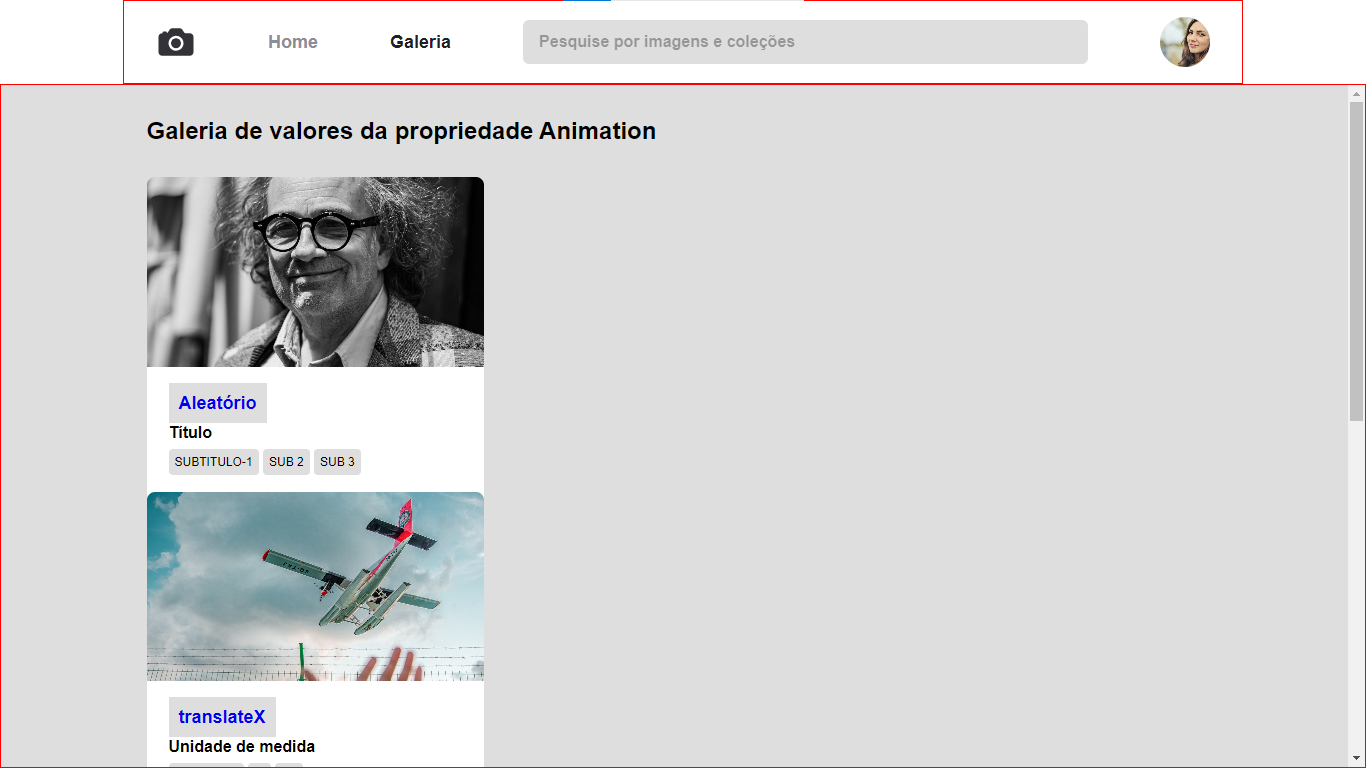 Home
Galeria
Pesquise por imagens e coleções
Galeria de valores da propriedade Animation
Aleatório
Título
SUBTITULO-1 SUB 2 SUB 3
translateX
Unidade de medida